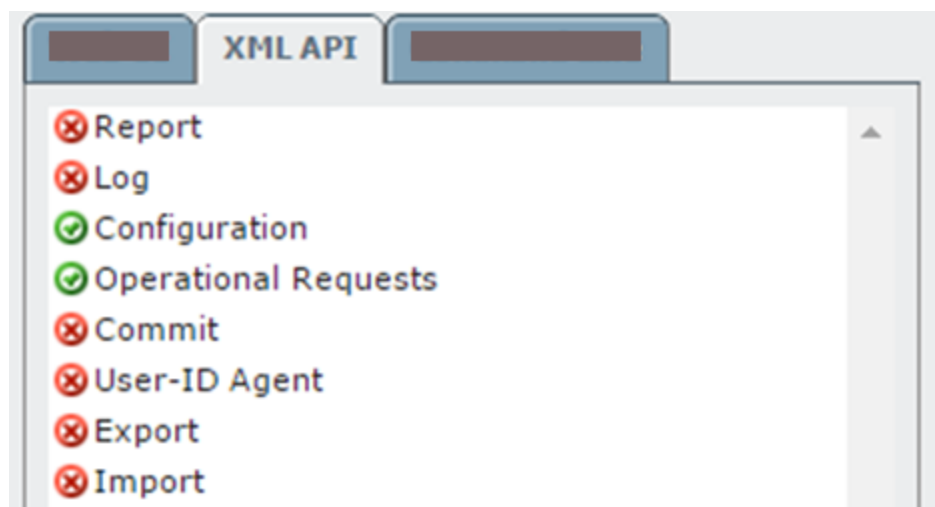 XML API
Report
Log
Configuration
Operational Requests
Commit
User-ID Agent
Export
Import